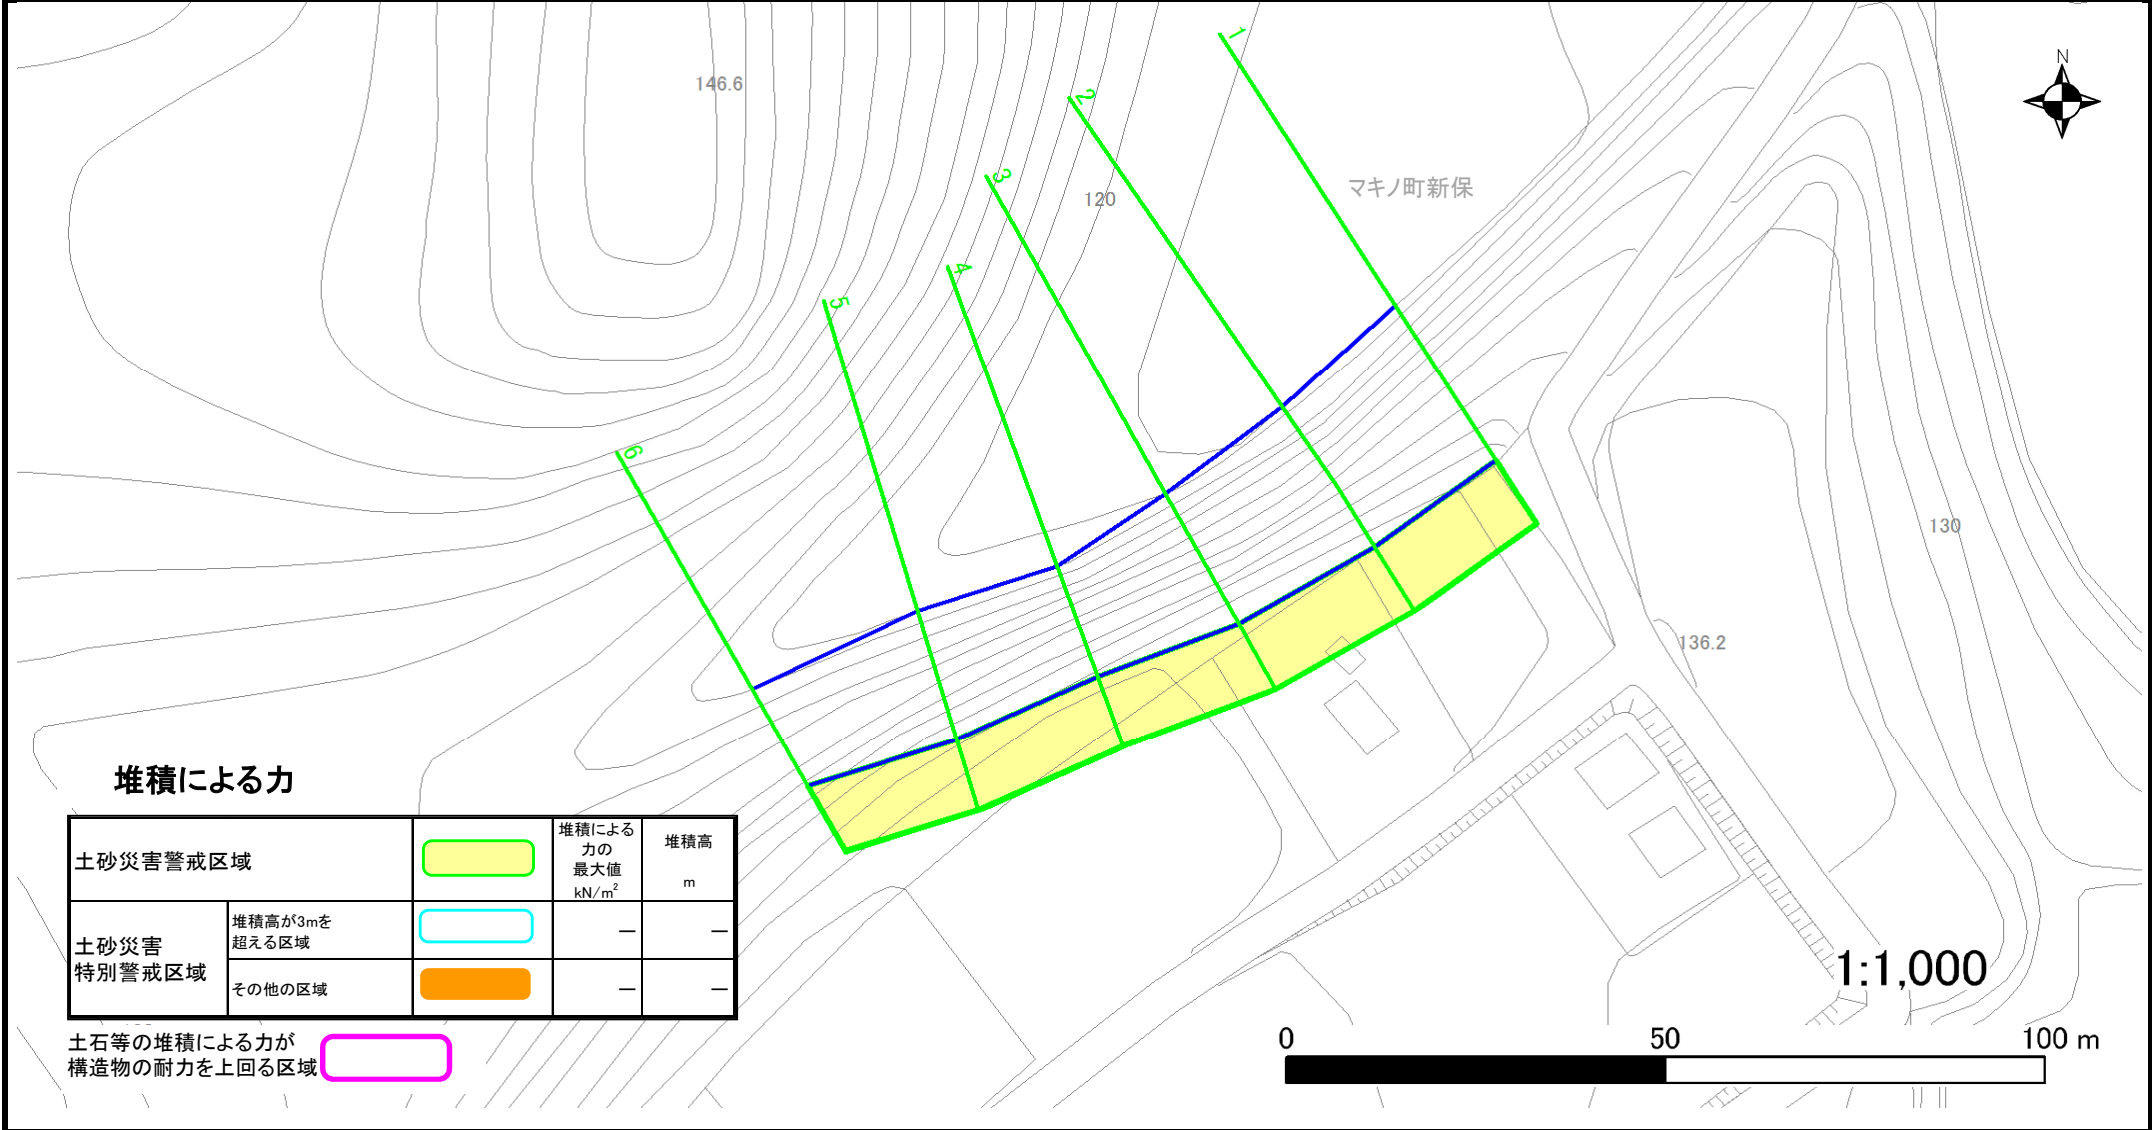 146.6
1
2
3
4
5
6
120
マキノ町新保
N
130
136.2
堆積による力
土砂災害警戒区域
堆積による
力の
最大値
kN/m²
堆積高
m
土砂災害
特別警戒区域
堆積高が3mを
超える区域
－
－
その他の区域
－
－
土石等の堆積による力が
構造物の耐力を上回る区域
1:1,000
0 50 100 m